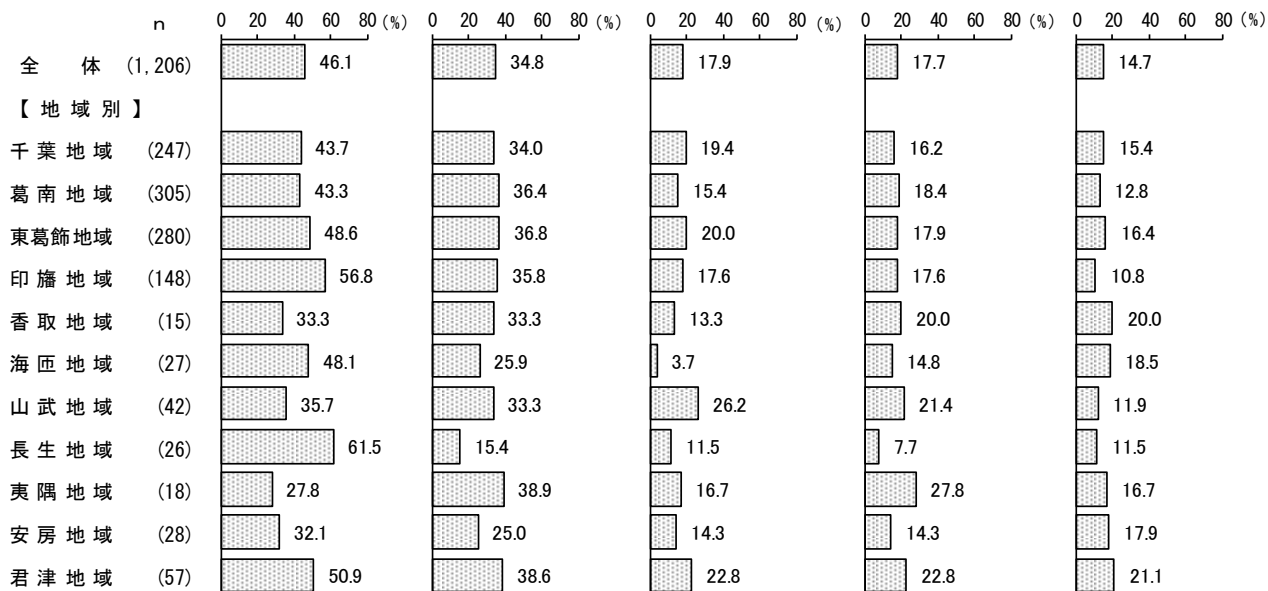 0 20 40 60 80 (%) 0 20 40 60 80 (%) 0 20 40 60 80 (%) 0 20 40 60 80 (%) 0 20 40 60 80 (%)
n
全 体 (1,206) 46.1 34.8 17.9 17.7 14.7
【地域別】
千葉地域 (247) 43.7 34.0 19.4 16.2 15.4
葛南地域 (305) 43.3 36.4 15.4 18.4 12.8
東葛飾地域 (280) 48.6 36.8 20.0 17.9 16.4
印旛地域 (148) 56.8 35.8 17.6 17.6 10.8
香取地域 (15) 33.3 33.3 13.3 20.0 20.0
海匝地域 (27) 48.1 25.9 3.7 14.8 18.5
山武地域 (42) 35.7 33.3 26.2 21.4 11.9
長生地域 (26) 61.5 15.4 11.5 7.7 11.5
夷隅地域 (18) 27.8 38.9 16.7 27.8 16.7
安房地域 (28) 32.1 25.0 14.3 14.3 17.9
君津地域 (57) 50.9 38.6 22.8 22.8 21.1